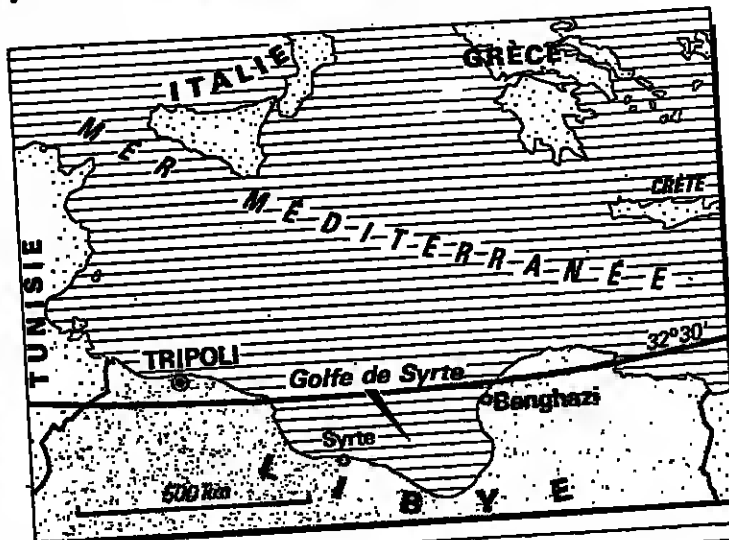 ITALIE
GRÈCE
MER
MÉDITERRANÉE
CRÈTE
TUNISIE
32°30'
TRIPOLI
Golfe de Syrte
Benghazi
Syrte
500 km
LIBYE